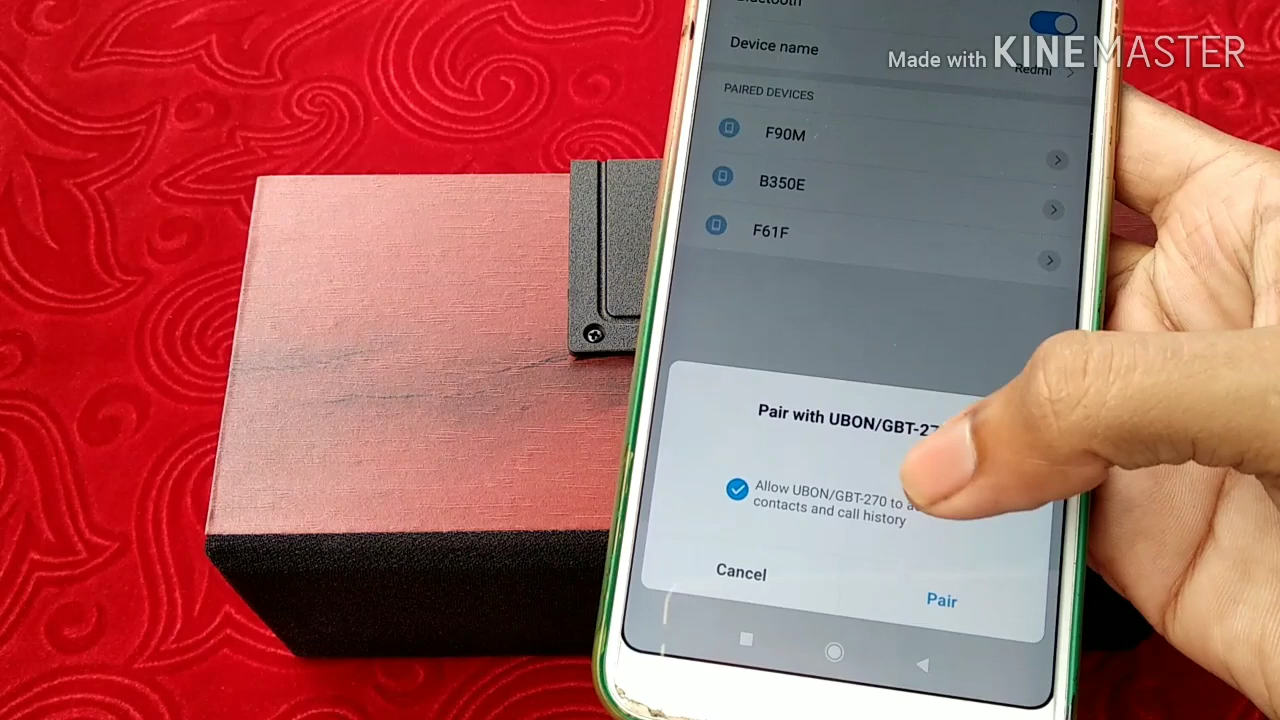 Bluetooth
Device name
Redmi
Made with KINEMASTER
PAIRED DEVICES
F90M
B350E
F61F
Pair with UBON/GBT-27
Allow UBON/GBT-270 to
contacts and call history
Cancel
Pair